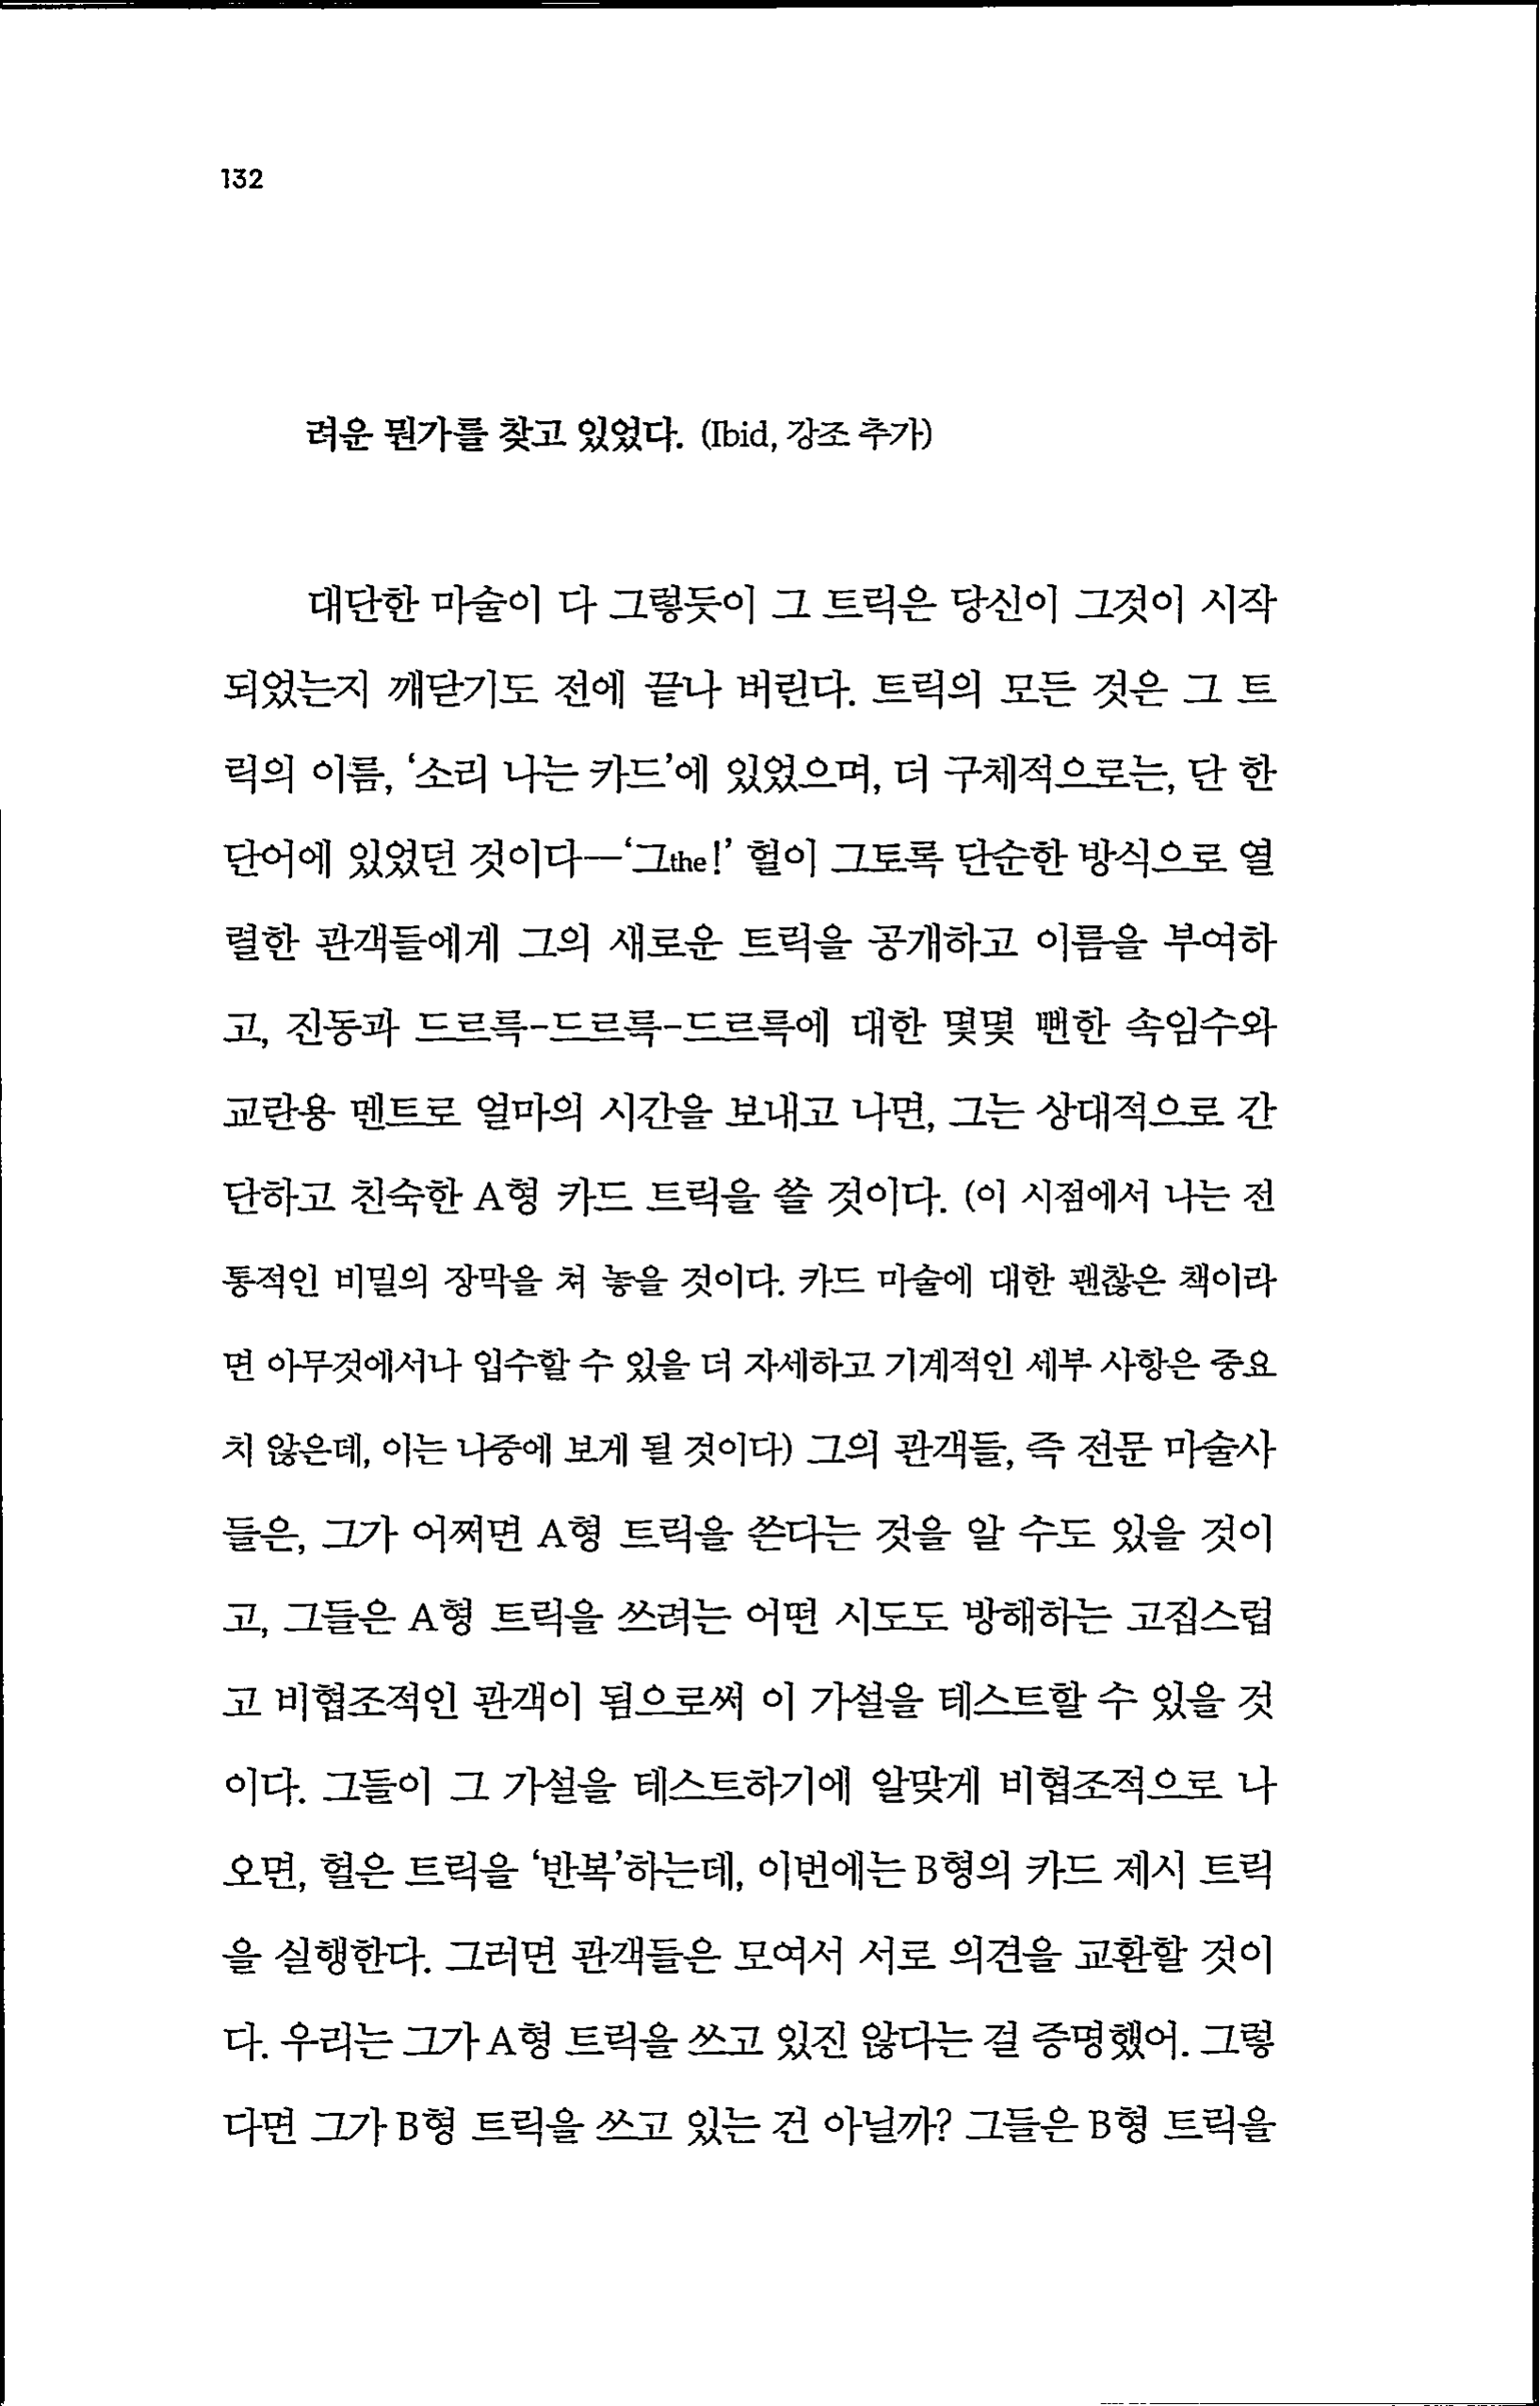 132
려운 뭔가를 찾고 있었다. (Ibid, 강조 추가)
대단한 마술이 다 그렇듯이 그 트릭은 당신이 그것이 시작
되었는지 깨닫기도 전에 끝나 버린다. 트릭의 모든 것은 그 트
릭의 이름, ‘소리 나는 카드’에 있었으며, 더 구체적으로는, 단 한
단어에 있었던 것이다—‘그the!’ 헐이 그토록 단순한 방식으로 열
렬한 관객들에게 그의 새로운 트릭을 공개하고 이름을 부여하
고, 진동과 드르륵-드르륵-드르륵에 대한 몇몇 뻔한 속임수와
교란용 멘트로 얼마의 시간을 보내고 나면, 그는 상대적으로 간
단하고 친숙한 A형 카드 트릭을 쓸 것이다. (이 시점에서 나는 전
통적인 비밀의 장막을 쳐 놓을 것이다. 카드 마술에 대한 괜찮은 책이라
면 아무것에서나 입수할 수 있을 더 자세하고 기계적인 세부 사항은 중요
치 않은데, 이는 나중에 보게 될 것이다) 그의 관객들, 즉 전문 마술사
들은, 그가 어쩌면 A형 트릭을 쓴다는 것을 알 수도 있을 것이
고, 그들은 A형 트릭을 쓰려는 어떤 시도도 방해하는 고집스럽
고 비협조적인 관객이 됨으로써 이 가설을 테스트할 수 있을 것
이다. 그들이 그 가설을 테스트하기에 알맞게 비협조적으로 나
오면, 헐은 트릭을 ‘반복’하는데, 이번에는 B형의 카드 제시 트릭
을 실행한다. 그러면 관객들은 모여서 서로 의견을 교환할 것이
다. 우리는 그가 A형 트릭을 쓰고 있진 않다는 걸 증명했어. 그렇
다면 그가 B형 트릭을 쓰고 있는 건 아닐까? 그들은 B형 트릭을